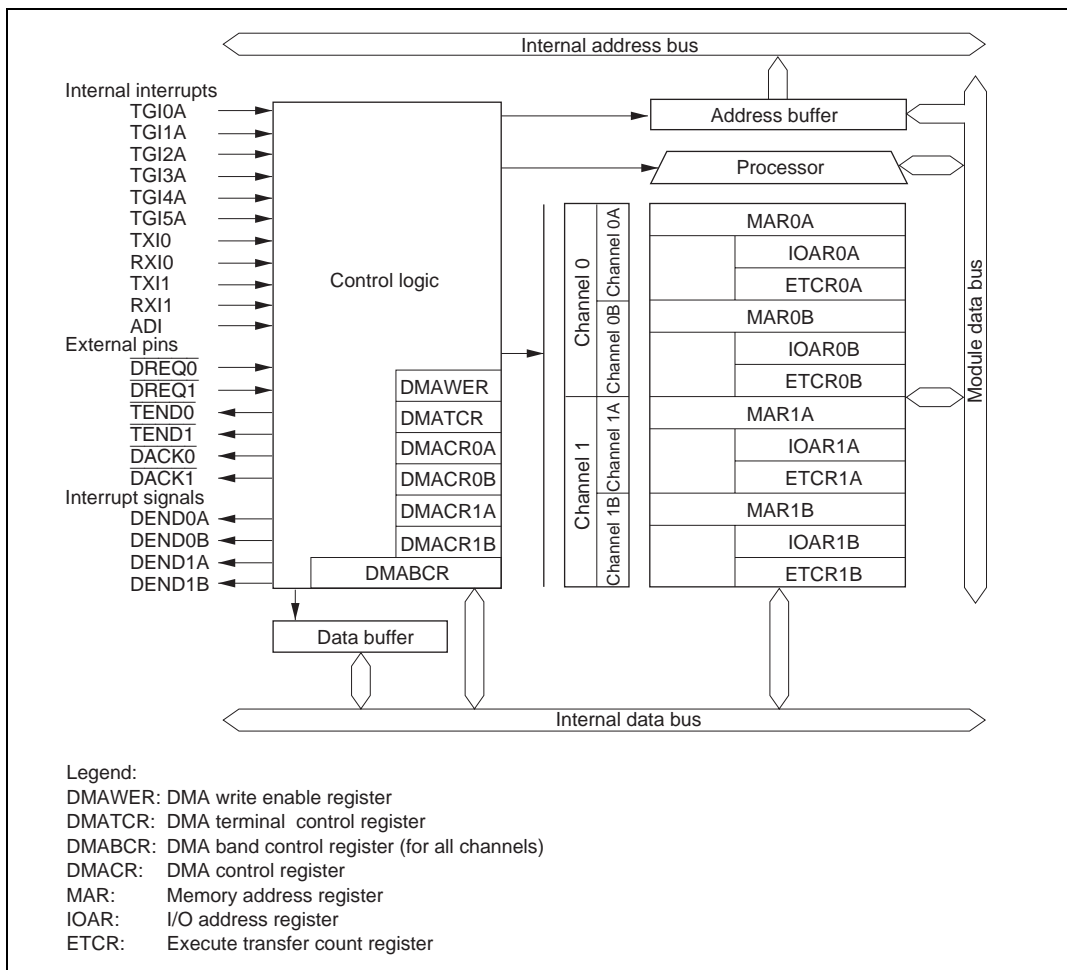 Internal address bus
Internal interrupts
TGI0A
TGI1A
TGI2A
TGI3A
TGI4A
TGI5A
TXI0
RXI0
TXI1
RXI1
ADI
External pins
DREQ0
DREQ1
TEND0
TEND1
DACK0
DACK1
Interrupt signals
DEND0A
DEND0B
DEND1A
DEND1B
Control logic
DMAWER
DMATCR
DMACR0A
DMACR0B
DMACR1A
DMACR1B
DMABCR
Data buffer
Address buffer
Processor
Channel 0
Channel 0A
Channel 0B
Channel 1
Channel 1A
Channel 1B
MAR0A
IOAR0A
ETCR0A
MAR0B
IOAR0B
ETCR0B
MAR1A
IOAR1A
ETCR1A
MAR1B
IOAR1B
ETCR1B
Module data bus
Internal data bus
Legend:
DMAWER: DMA write enable register
DMATCR: DMA terminal control register
DMABCR: DMA band control register (for all channels)
DMACR: DMA control register
MAR: Memory address register
IOAR: I/O address register
ETCR: Execute transfer count register